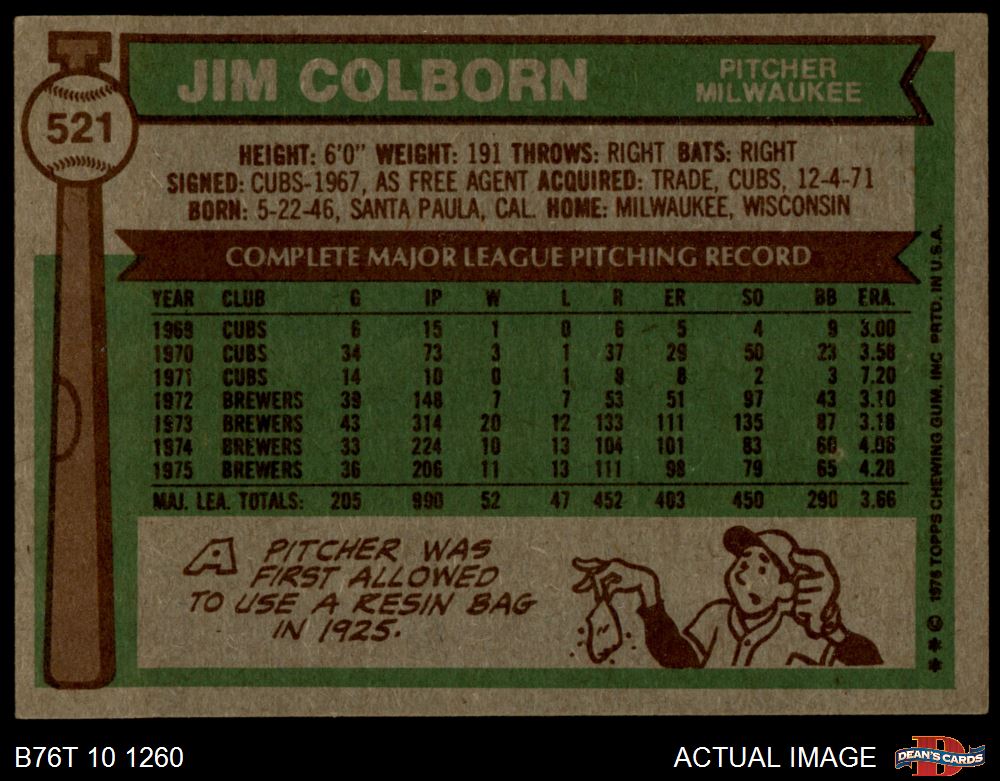 521
JIM COLBORN
PITCHER
MILWAUKEE
HEIGHT: 6'0" WEIGHT: 191 THROWS: RIGHT BATS: RIGHT
SIGNED: CUBS-1967, AS FREE AGENT ACQUIRED: TRADE, CUBS, 12-4-71
BORN: 5-22-46, SANTA PAULA, CAL. HOME: MILWAUKEE, WISCONSIN
COMPLETE MAJOR LEAGUE PITCHING RECORD
YEAR CLUB G IP W L R ER SO BB ERA.
1969 CUBS 6 15 1 0 6 5 4 9 3.00
1970 CUBS 34 73 3 1 37 29 50 23 3.58
1971 CUBS 14 10 0 1 8 8 2 3 7.20
1972 BREWERS 39 148 7 7 53 51 97 43 3.10
1973 BREWERS 43 314 20 12 133 111 135 87 3.18
1974 BREWERS 33 224 10 13 104 101 83 60 4.06
1975 BREWERS 36 206 11 13 111 98 79 65 4.28
MAJ. LEA. TOTALS: 205 990 52 47 452 403 450 290 3.66
A PITCHER WAS
FIRST ALLOWED
TO USE A RESIN BAG
IN 1925.
** © 1976 TOPPS CHEWING GUM, INC PRTD. IN U.S.A.
B76T 10 1260
ACTUAL IMAGE
D
DEAN'S CARDS